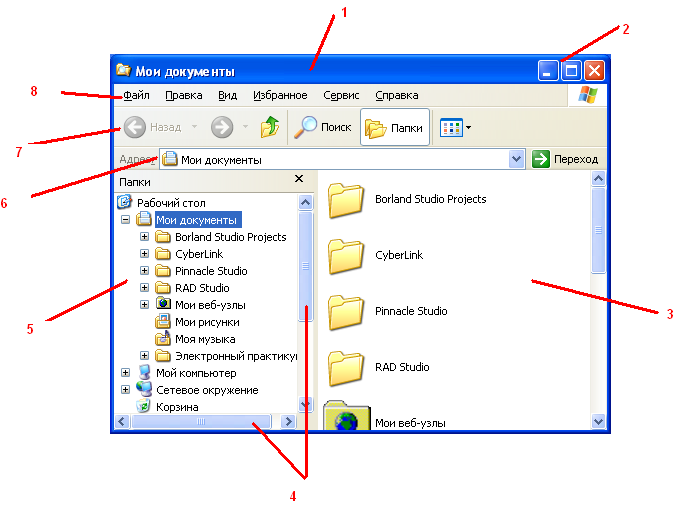 1
2
Мои документы
8
Файл Правка Вид Избранное Сервис Справка
7
Назад Поиск Папки
Адрес: Мои документы Переход
6
Папки
Рабочий стол
Мои документы
Borland Studio Projects
CyberLink
Pinnacle Studio
RAD Studio
Мои веб-узлы
Мои рисунки
Моя музыка
Электронный практику
Мой компьютер
Сетевое окружение
Корзина
5
Borland Studio Projects
CyberLink
Pinnacle Studio
RAD Studio
Мои веб-узлы
3
4